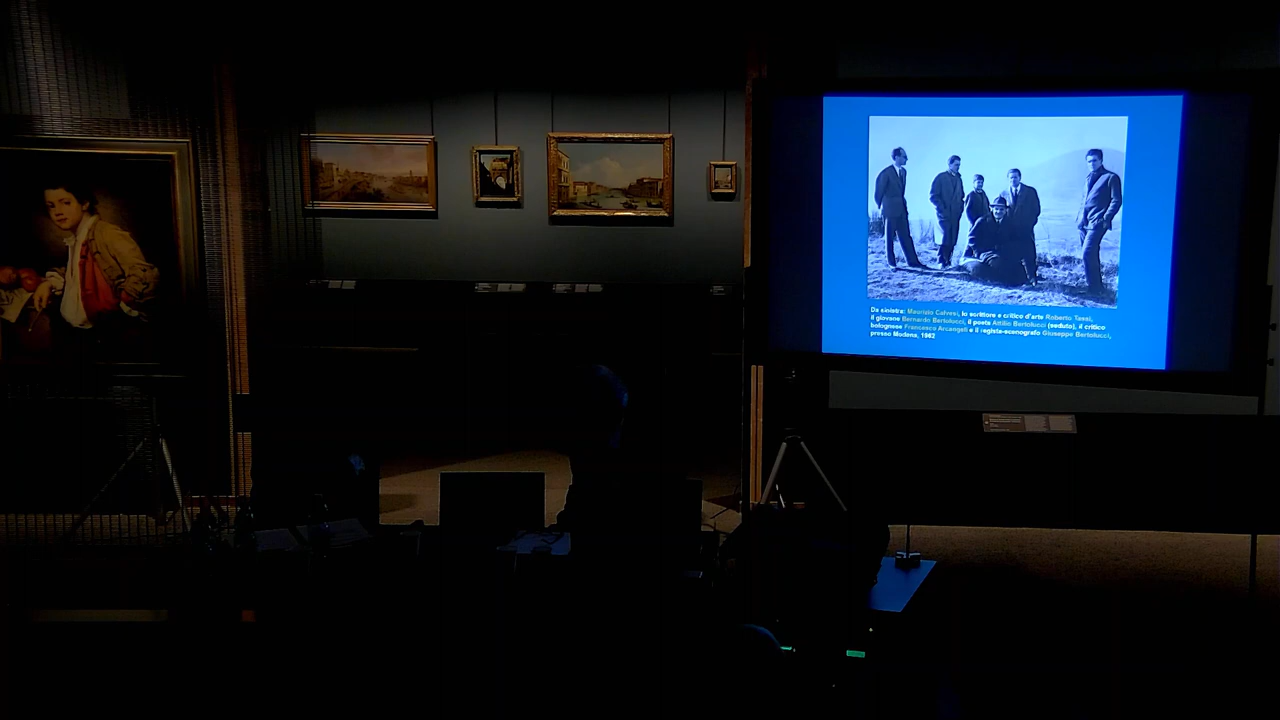 Da sinistra: Maurizio Calvesi, lo scrittore e critico d'arte Roberto Tassi,
il giovane Bernardo Bertolucci, il poeta Attilio Bertolucci (seduto), il critico
bolognese Francesco Arcangeli e il regista-scenografo Giuseppe Bertolucci,
presso Modena, 1962